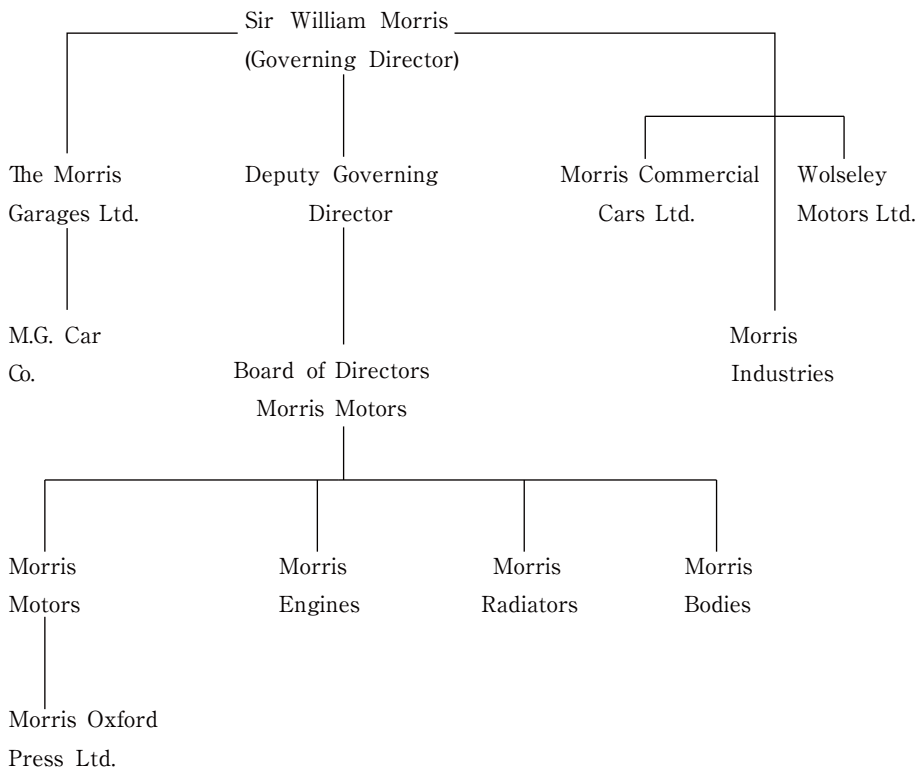 Sir William Morris
(Governing Director)
The Morris
Garages Ltd.
Deputy Governing
Director
Morris Commercial
Cars Ltd.
Wolseley
Motors Ltd.
M.G. Car
Co.
Board of Directors
Morris Motors
Morris
Industries
Morris
Motors
Morris
Engines
Morris
Radiators
Morris
Bodies
Morris Oxford
Press Ltd.